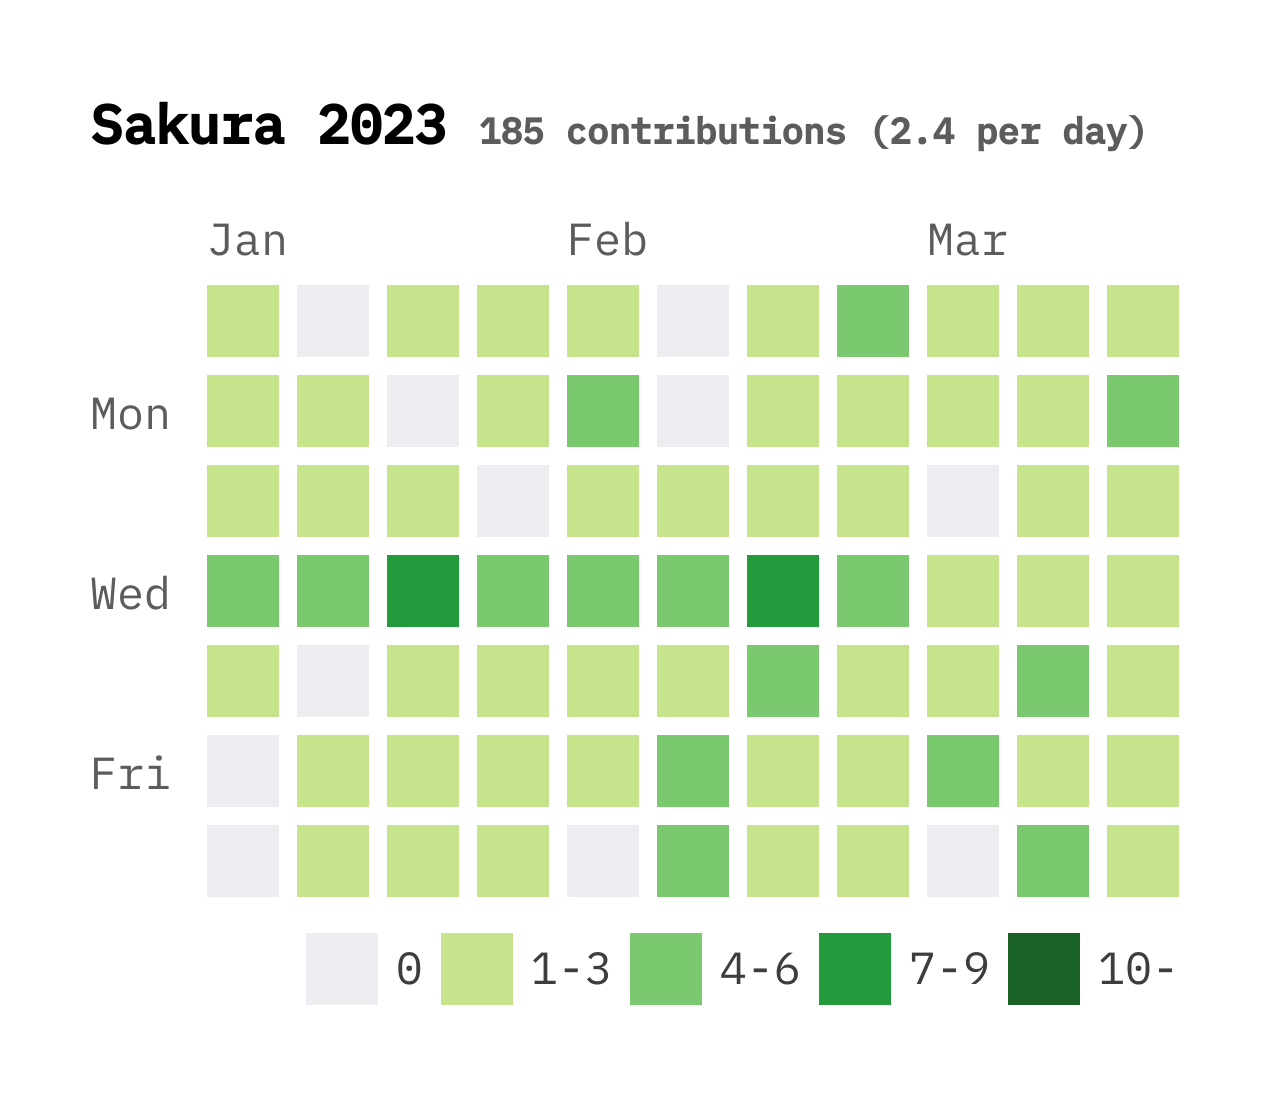 Sakura 2023 185 contributions (2.4 per day)
Jan Feb Mar
Mon
Wed
Fri
0 1-3 4-6 7-9 10-